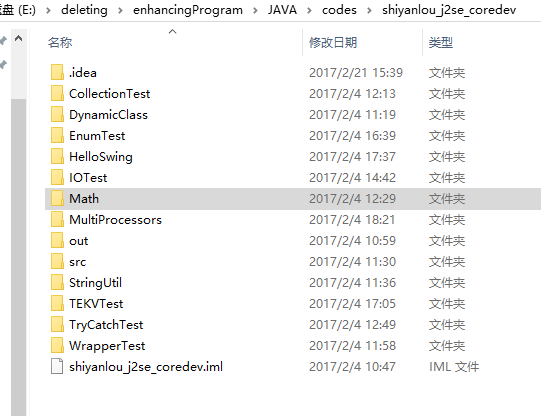 盘 (E:) > deleting > enhancingProgram > JAVA > codes > shiyanlou_j2se_coredev
名称 修改日期 类型
.idea 2017/2/21 15:39 文件夹
CollectionTest 2017/2/4 12:13 文件夹
DynamicClass 2017/2/4 11:19 文件夹
EnumTest 2017/2/4 16:39 文件夹
HelloSwing 2017/2/4 17:37 文件夹
IOTest 2017/2/4 14:42 文件夹
Math 2017/2/4 12:29 文件夹
MultiProcessors 2017/2/4 18:21 文件夹
out 2017/2/4 10:59 文件夹
src 2017/2/4 11:30 文件夹
StringUtil 2017/2/4 11:36 文件夹
TEKVTest 2017/2/4 17:05 文件夹
TryCatchTest 2017/2/4 12:49 文件夹
WrapperTest 2017/2/4 11:58 文件夹
shiyanlou_j2se_coredev.iml 2017/2/4 10:47 IML 文件